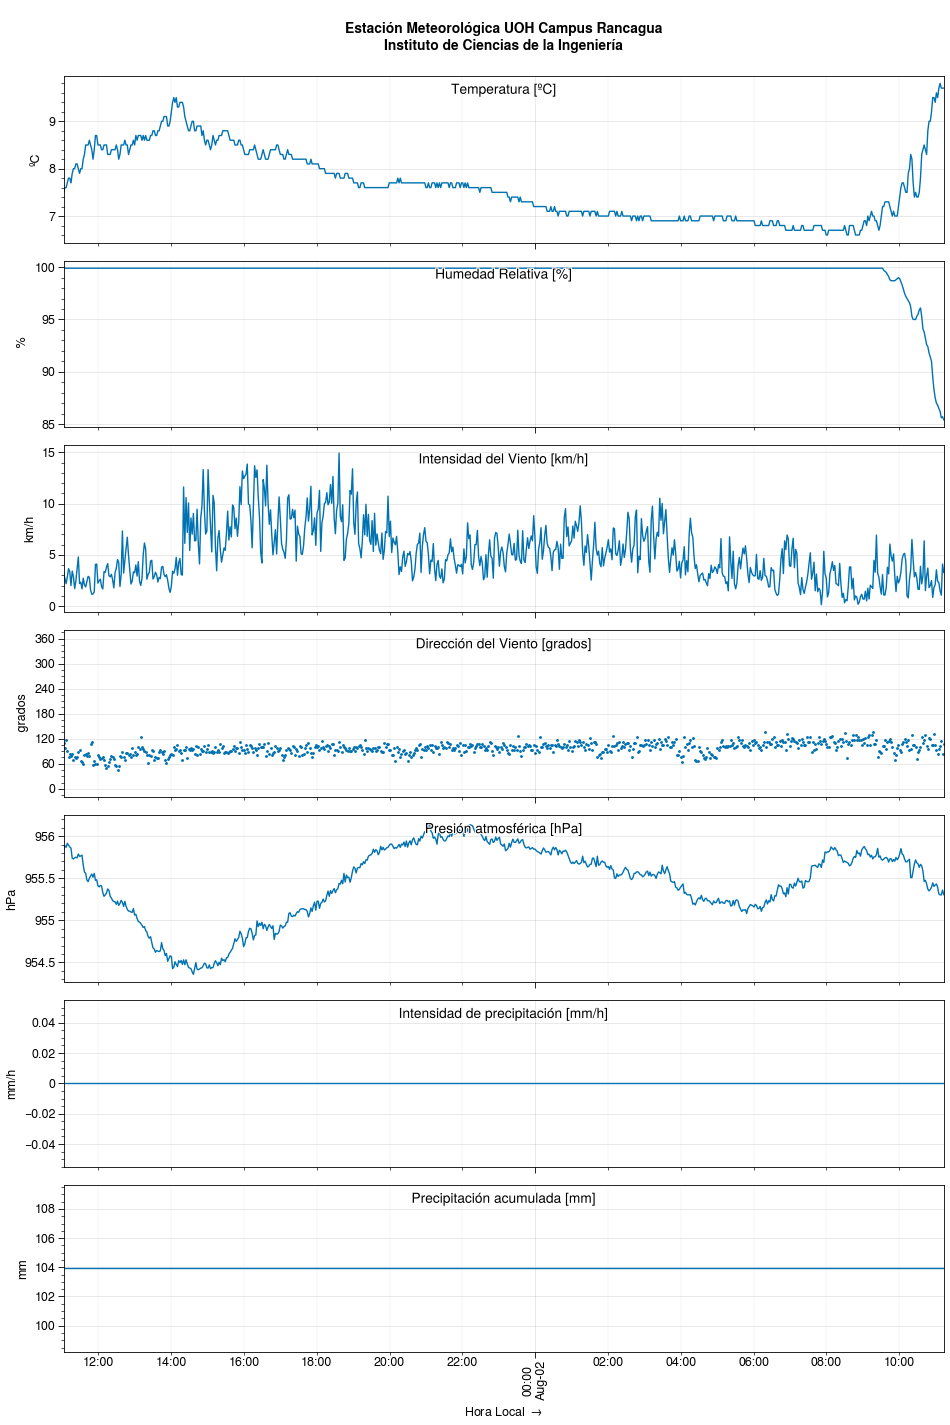 Estación Meteorológica UOH Campus Rancagua
Instituto de Ciencias de la Ingeniería
Temperatura [ºC]
9
8
7
ºC
Humedad Relativa [%]
100
95
90
85
%
Intensidad del Viento [km/h]
15
10
5
0
km/h
Dirección del Viento [grados]
360
300
240
180
120
60
0
grados
Presión atmosférica [hPa]
956
955.5
955
954.5
hPa
Intensidad de precipitación [mm/h]
0.04
0.02
0
−0.02
−0.04
mm/h
Precipitación acumulada [mm]
108
106
104
102
100
mm
12:00 14:00 16:00 18:00 20:00 22:00 00:00 02:00 04:00 06:00 08:00 10:00
Aug-02
Hora Local →